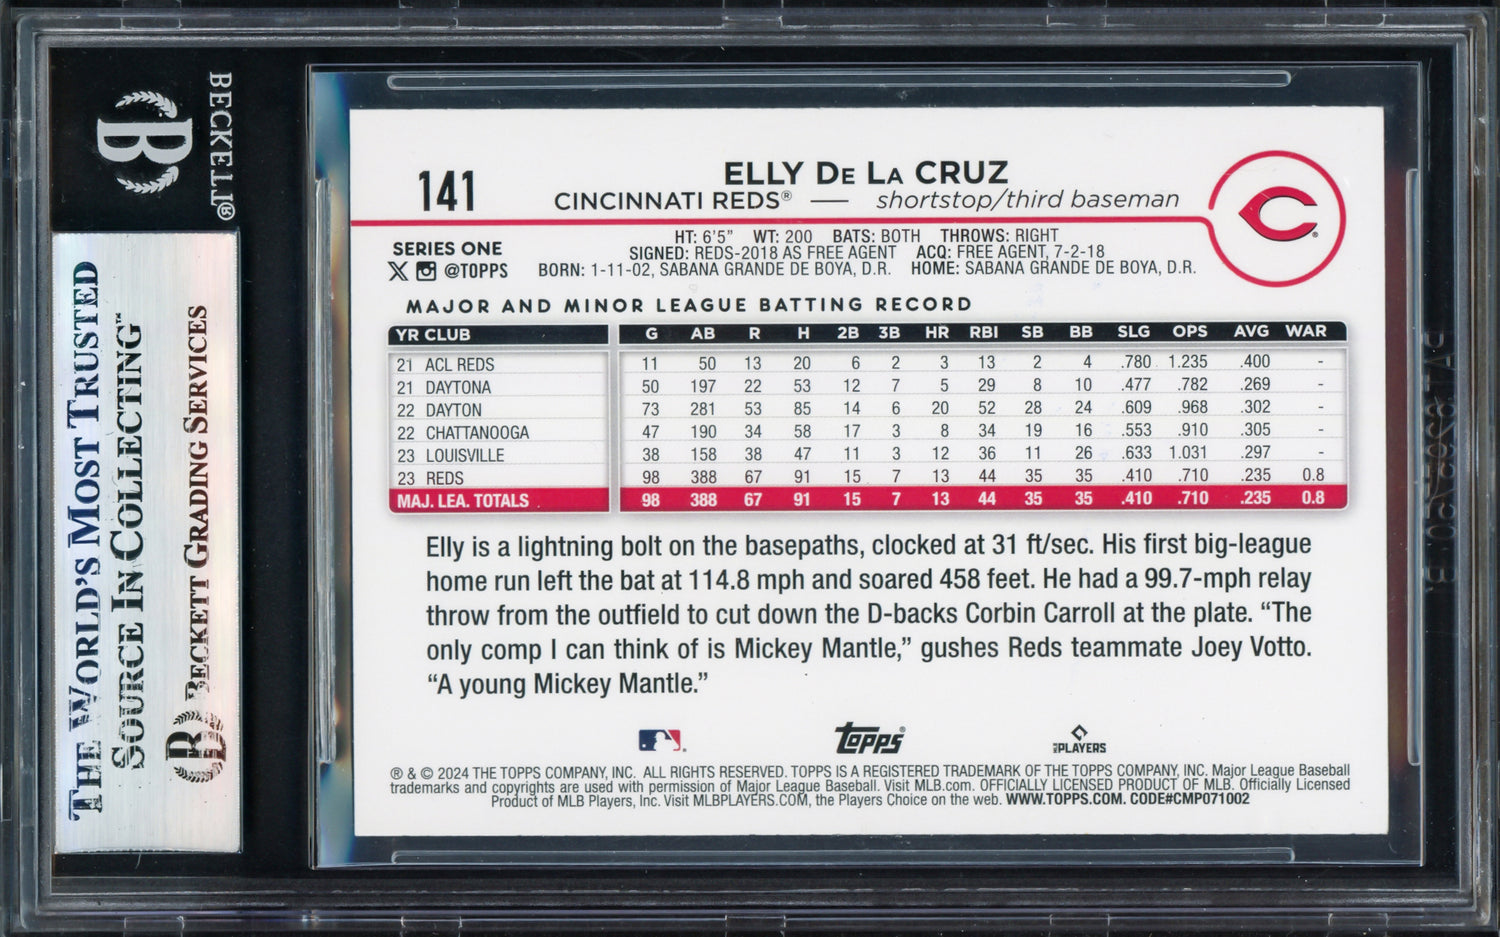 BECKETT®
B
THE WORLD'S MOST TRUSTED
SOURCE IN COLLECTING™
BECKETT GRADING SERVICES
141
ELLY DE LA CRUZ
CINCINNATI REDS® — shortstop/third baseman
C
HT: 6'5" WT: 200 BATS: BOTH THROWS: RIGHT
SERIES ONE
SIGNED: REDS-2018 AS FREE AGENT ACQ: FREE AGENT, 7-2-18
@TOPPS
BORN: 1-11-02, SABANA GRANDE DE BOYA, D.R. HOME: SABANA GRANDE DE BOYA, D.R.
MAJOR AND MINOR LEAGUE BATTING RECORD
YR CLUB G AB R H 2B 3B HR RBI SB BB SLG OPS AVG WAR
21 ACL REDS 11 50 13 20 6 2 3 13 2 4 .780 1.235 .400 -
21 DAYTONA 50 197 22 53 12 7 5 29 8 10 .477 .782 .269 -
22 DAYTON 73 281 53 85 14 6 20 52 28 24 .609 .968 .302 -
22 CHATTANOOGA 47 190 34 58 17 3 8 34 19 16 .553 .910 .305 -
23 LOUISVILLE 38 158 38 47 11 3 12 36 11 26 .633 1.031 .297 -
23 REDS 98 388 67 91 15 7 13 44 35 35 .410 .710 .235 0.8
MAJ. LEA. TOTALS 98 388 67 91 15 7 13 44 35 35 .410 .710 .235 0.8
Elly is a lightning bolt on the basepaths, clocked at 31 ft/sec. His first big-league
home run left the bat at 114.8 mph and soared 458 feet. He had a 99.7-mph relay
throw from the outfield to cut down the D-backs Corbin Carroll at the plate. “The
only comp I can think of is Mickey Mantle,” gushes Reds teammate Joey Votto.
“A young Mickey Mantle.”
Topps®
PLAYERS
® & © 2024 THE TOPPS COMPANY, INC. ALL RIGHTS RESERVED. TOPPS IS A REGISTERED TRADEMARK OF THE TOPPS COMPANY, INC. Major League Baseball
trademarks and copyrights are used with permission of Major League Baseball. Visit MLB.com. OFFICIALLY LICENSED PRODUCT OF MLB. Officially Licensed
Product of MLB Players, Inc. Visit MLBPLAYERS.COM, the Players Choice on the web. WWW.TOPPS.COM. CODE#CMP071002